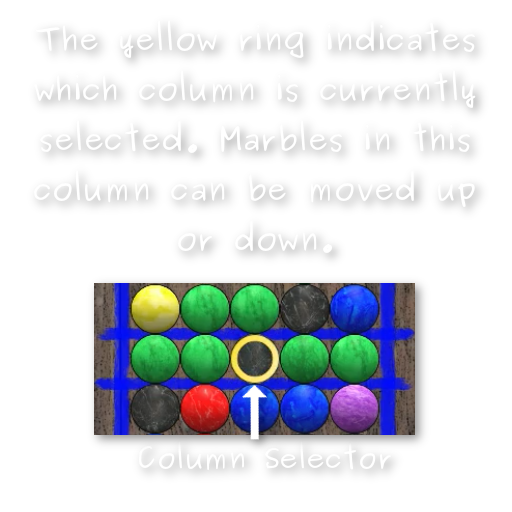 The yellow ring indicates
which column is currently
selected. Marbles in this
column can be moved up
or down.
Column Selector